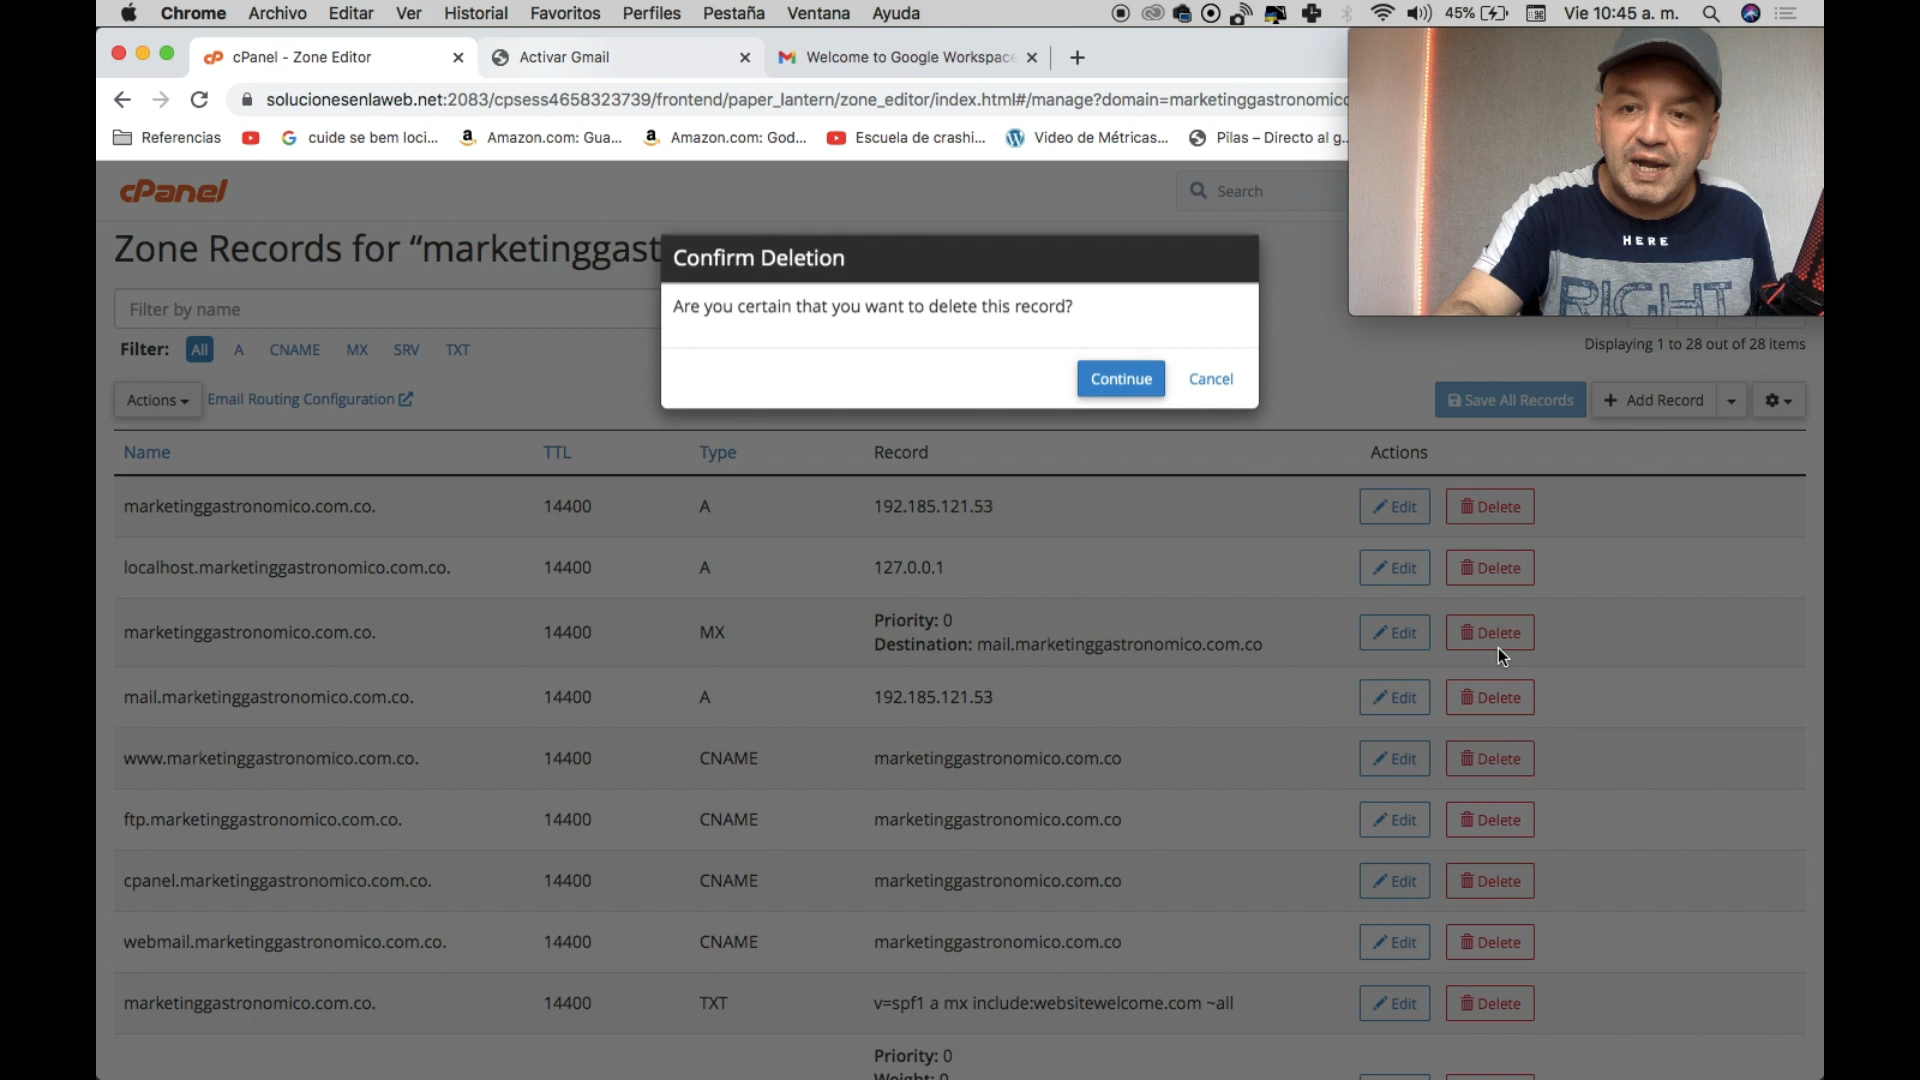 Chrome Archivo Editar Ver Historial Favoritos Perfiles Pestaña Ventana Ayuda 45% Vie 10:45 a. m.
cPanel - Zone Editor Activar Gmail Welcome to Google Workspace
solucionesenlaweb.net:2083/cpsess4658323739/frontend/paper_lantern/zone_editor/index.html#/manage?domain=marketinggastronomico
Referencias cuide se bem loci... Amazon.com: Gua... Amazon.com: God... Escuela de crashi... Video de Métricas... Pilas – Directo al g...
cPanel Search
Zone Records for “marketinggast
Confirm Deletion
Are you certain that you want to delete this record?
Continue Cancel
HERE
RIGHT
Filter by name
Filter: All A CNAME MX SRV TXT
Displaying 1 to 28 out of 28 items
Actions Email Routing Configuration Save All Records + Add Record
Name TTL Type Record Actions
marketinggastronomico.com.co. 14400 A 192.185.121.53 Edit Delete
localhost.marketinggastronomico.com.co. 14400 A 127.0.0.1 Edit Delete
Priority: 0
marketinggastronomico.com.co. 14400 MX Edit Delete
Destination: mail.marketinggastronomico.com.co
mail.marketinggastronomico.com.co. 14400 A 192.185.121.53 Edit Delete
www.marketinggastronomico.com.co. 14400 CNAME marketinggastronomico.com.co Edit Delete
ftp.marketinggastronomico.com.co. 14400 CNAME marketinggastronomico.com.co Edit Delete
cpanel.marketinggastronomico.com.co. 14400 CNAME marketinggastronomico.com.co Edit Delete
webmail.marketinggastronomico.com.co. 14400 CNAME marketinggastronomico.com.co Edit Delete
marketinggastronomico.com.co. 14400 TXT v=spf1 a mx include:websitewelcome.com ~all Edit Delete
Priority: 0
Weight: 0